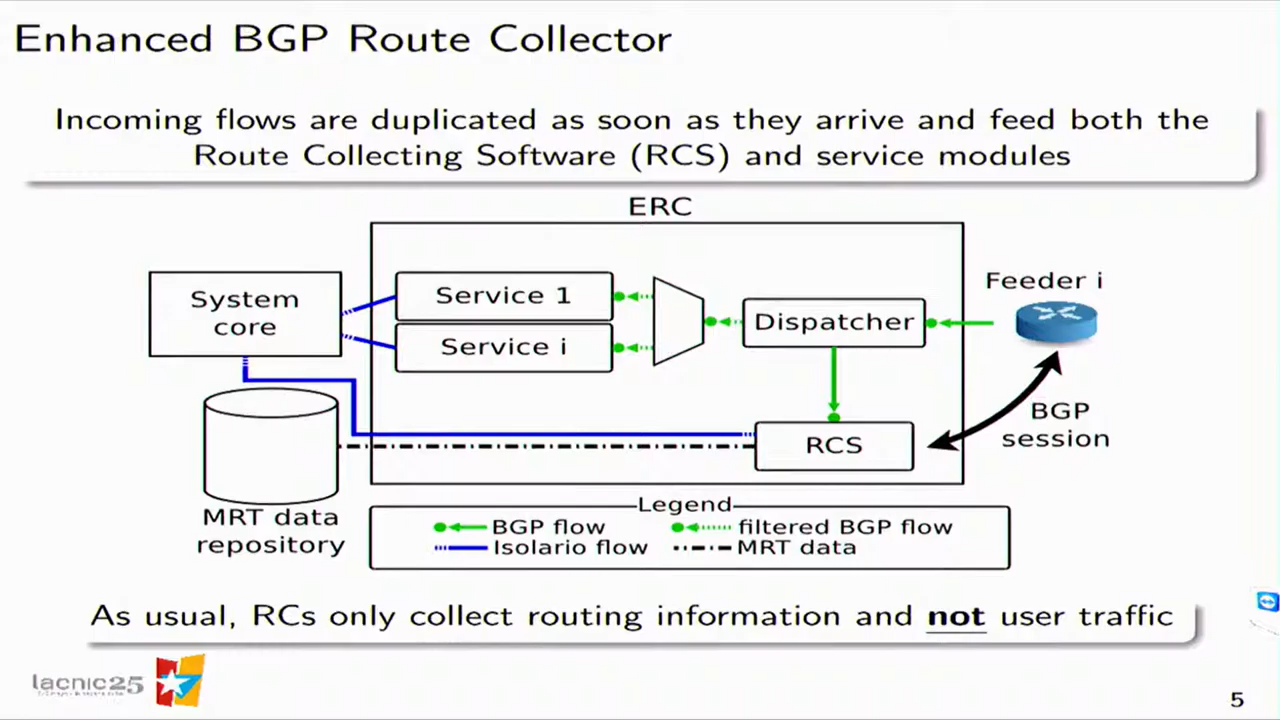 Enhanced BGP Route Collector
Incoming flows are duplicated as soon as they arrive and feed both the
Route Collecting Software (RCS) and service modules
ERC
System
core
Service 1
Service i
Dispatcher
Feeder i
BGP
session
RCS
MRT data
repository
Legend
BGP flow
filtered BGP flow
Isolario flow
MRT data
As usual, RCs only collect routing information and not user traffic
lacnic25
5